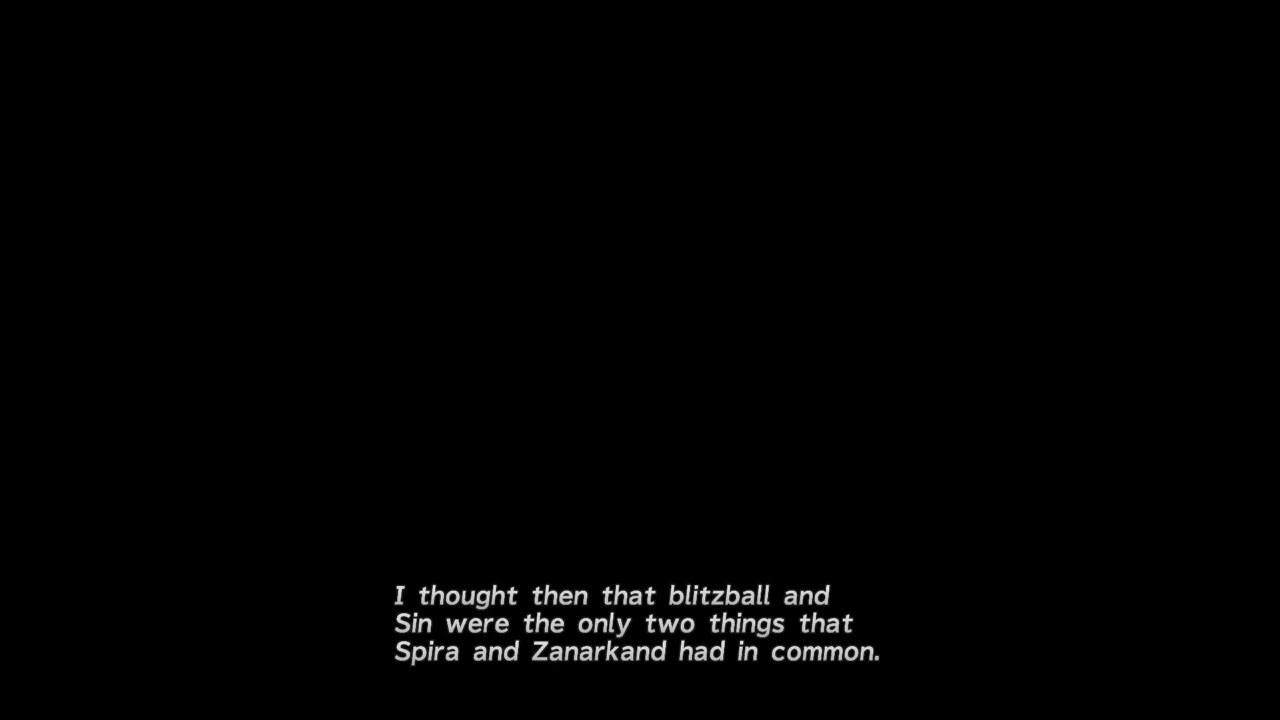 I thought then that blitzball and
Sin were the only two things that
Spira and Zanarkand had in common.